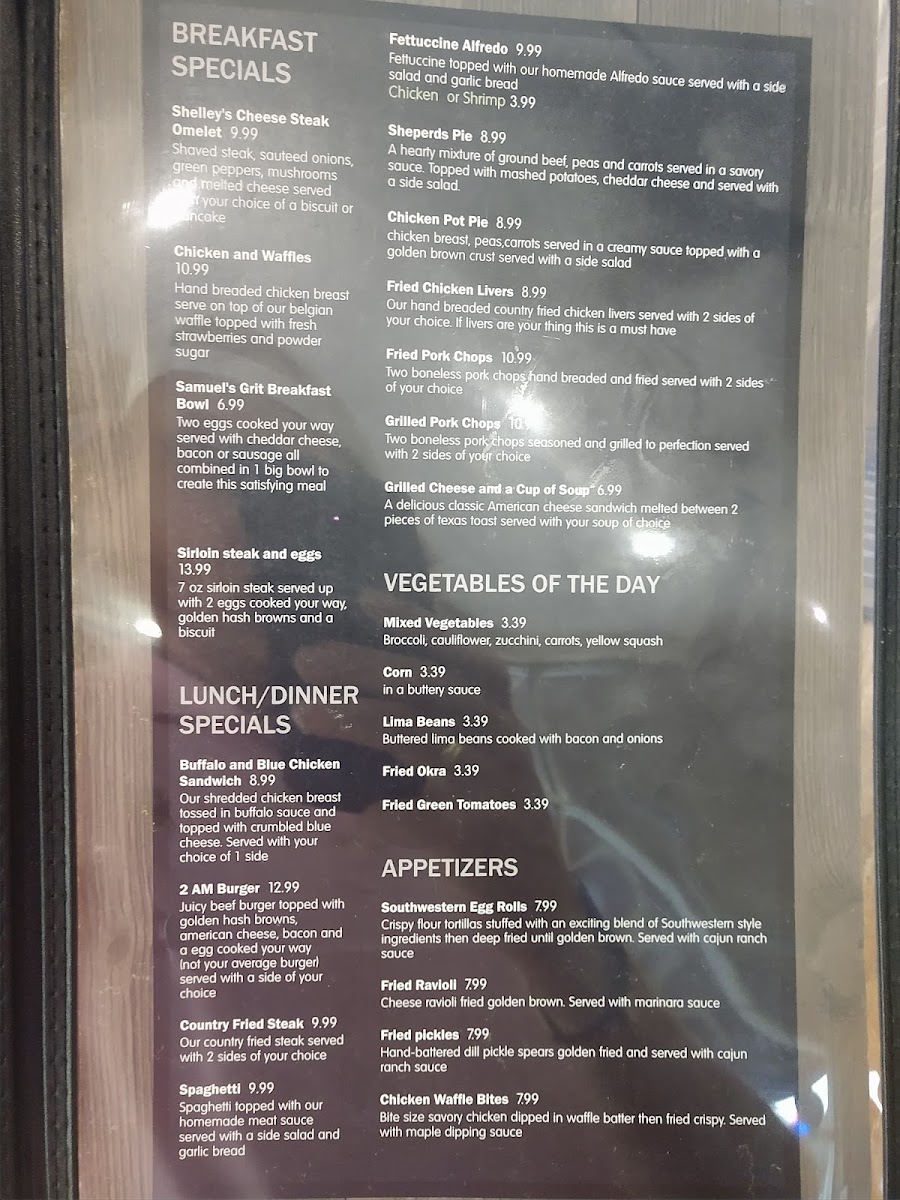 BREAKFAST
SPECIALS
Shelley's Cheese Steak
Omelet 9.99
Shaved steak, sauteed onions,
green peppers, mushrooms
and melted cheese served
your choice of a biscuit or
LUNCH/DINNER
SPECIALS
Chicken and Waffles
10.99
Hand breaded chicken breast
serve on top of our belgian
waffle topped with fresh
strawberries and powder
sugar
Samuel's Grit Breakfast
Bowl 6.99
Two eggs cooked your way
served with cheddar cheese,
bacon or sausage all
combined in 1 big bowl to
create this satisfying meal
Sirloin steak and eggs
13.99
7 oz sirloin steak served up
with 2 eggs cooked your way,
golden hash browns and a
biscuit
Buffalo and Blue Chicken
Sandwich 8.99
Our shredded chicken breast
tossed in buffalo sauce and
topped with crumbled blue
cheese. Served with your
choice of 1 side
2 AM Burger 12.99
Juicy beef burger topped with
golden hash browns,
american cheese, bacon and
a egg cooked your way
(not your average burger)
served with a side of your
choice
Country Fried Steak 9.99
Our country fried steak served
with 2 sides of your choice
Spaghetti 9.99
Spaghetti topped with our
homemade meat sauce
served with a side salad and
garlic bread
Fettuccine Alfredo 9.99
Fettuccine topped with our homemade Alfredo sauce served with a side
salad and garlic bread
Chicken or Shrimp 3.99
Sheperds Pie 8.99
A hearty mixture of ground beef, peas and carrots served in a savory
sauce. Topped with mashed potatoes, cheddar cheese and served with
a side salad.
Chicken Pot Pie 8.99
chicken breast, peas,carrots served in a creamy sauce topped with a
golden brown crust served with a side salad
Fried Chicken Livers 8.99
Our hand breaded country fried chicken livers served with 2 sides of
your choice. If livers are your thing this is a must have
Fried Pork Chops 10.99
Two boneless pork chops hand breaded and fried served with 2 sides
of your choice
Grilled Pork Chops
Two boneless pork chops seasoned and grilled to perfection served
with 2 sides of your choice
Grilled Cheese and a Cup of Soup 6.99
A delicious classic American cheese sandwich melted between 2
pieces of texas toast served with your soup of choice
VEGETABLES OF THE DAY
Mixed Vegetables 3.39
Broccoli, cauliflower, zucchini, carrots, yellow squash
Corn 3.39
in a buttery sauce
Lima Beans 3.39
Buttered lima beans cooked with bacon and onions
Fried Okra 3.39
Fried Green Tomatoes 3.39
APPETIZERS
Southwestern Egg Rolls 7.99
Crispy flour tortillas stuffed with an exciting blend of Southwestern style
ingredients then deep fried until golden brown. Served with cajun ranch
sauce
Fried Ravioli 7.99
Cheese ravioli fried golden brown. Served with marinara sauce
Fried pickles 7.99
Hand-battered dill pickle spears golden fried and served with cajun
ranch sauce
Chicken Waffle Bites 7.99
Bite size savory chicken dipped in waffle batter then fried crispy. Served
with maple dipping sauce